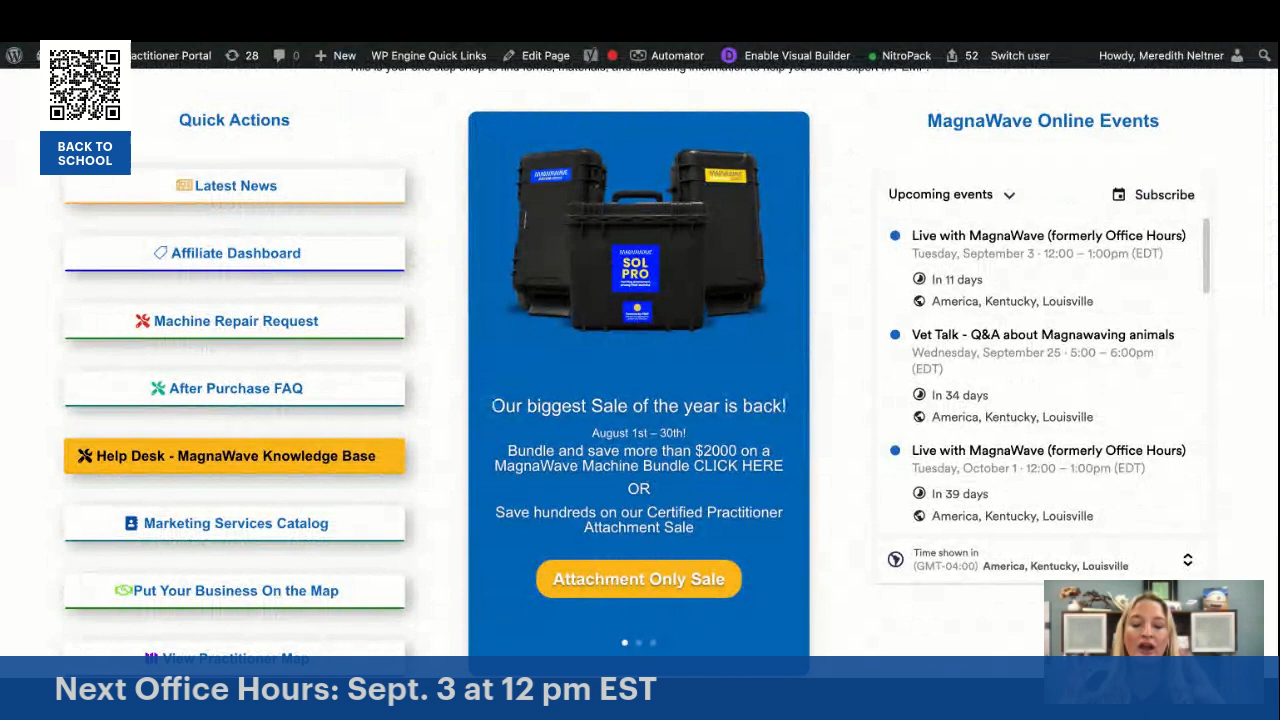 actitioner Portal
28
0
New
WP Engine Quick Links
Edit Page
Automator
D
Enable Visual Builder
NitroPack
52
Switch user
Howdy, Meredith Neltner
BACK TO
SCHOOL
Quick Actions
Latest News
Affiliate Dashboard
Machine Repair Request
After Purchase FAQ
Help Desk - MagnaWave Knowledge Base
Marketing Services Catalog
Put Your Business On the Map
View Practitioner Map
MAGNAWAVE
MAGNAWAVE
MAGNAWAVE
SOL
PRO
Our biggest Sale of the year is back!
August 1st – 30th!
Bundle and save more than $2000 on a
MagnaWave Machine Bundle CLICK HERE
OR
Save hundreds on our Certified Practitioner
Attachment Sale
Attachment Only Sale
MagnaWave Online Events
Upcoming events
Subscribe
Live with MagnaWave (formerly Office Hours)
Tuesday, September 3 · 12:00 – 1:00pm (EDT)
In 11 days
America, Kentucky, Louisville
Vet Talk - Q&A about Magnawaving animals
Wednesday, September 25 · 5:00 – 6:00pm
(EDT)
In 34 days
America, Kentucky, Louisville
Live with MagnaWave (formerly Office Hours)
Tuesday, October 1 · 12:00 – 1:00pm (EDT)
In 39 days
America, Kentucky, Louisville
Time shown in
(GMT-04:00) America, Kentucky, Louisville
Next Office Hours: Sept. 3 at 12 pm EST